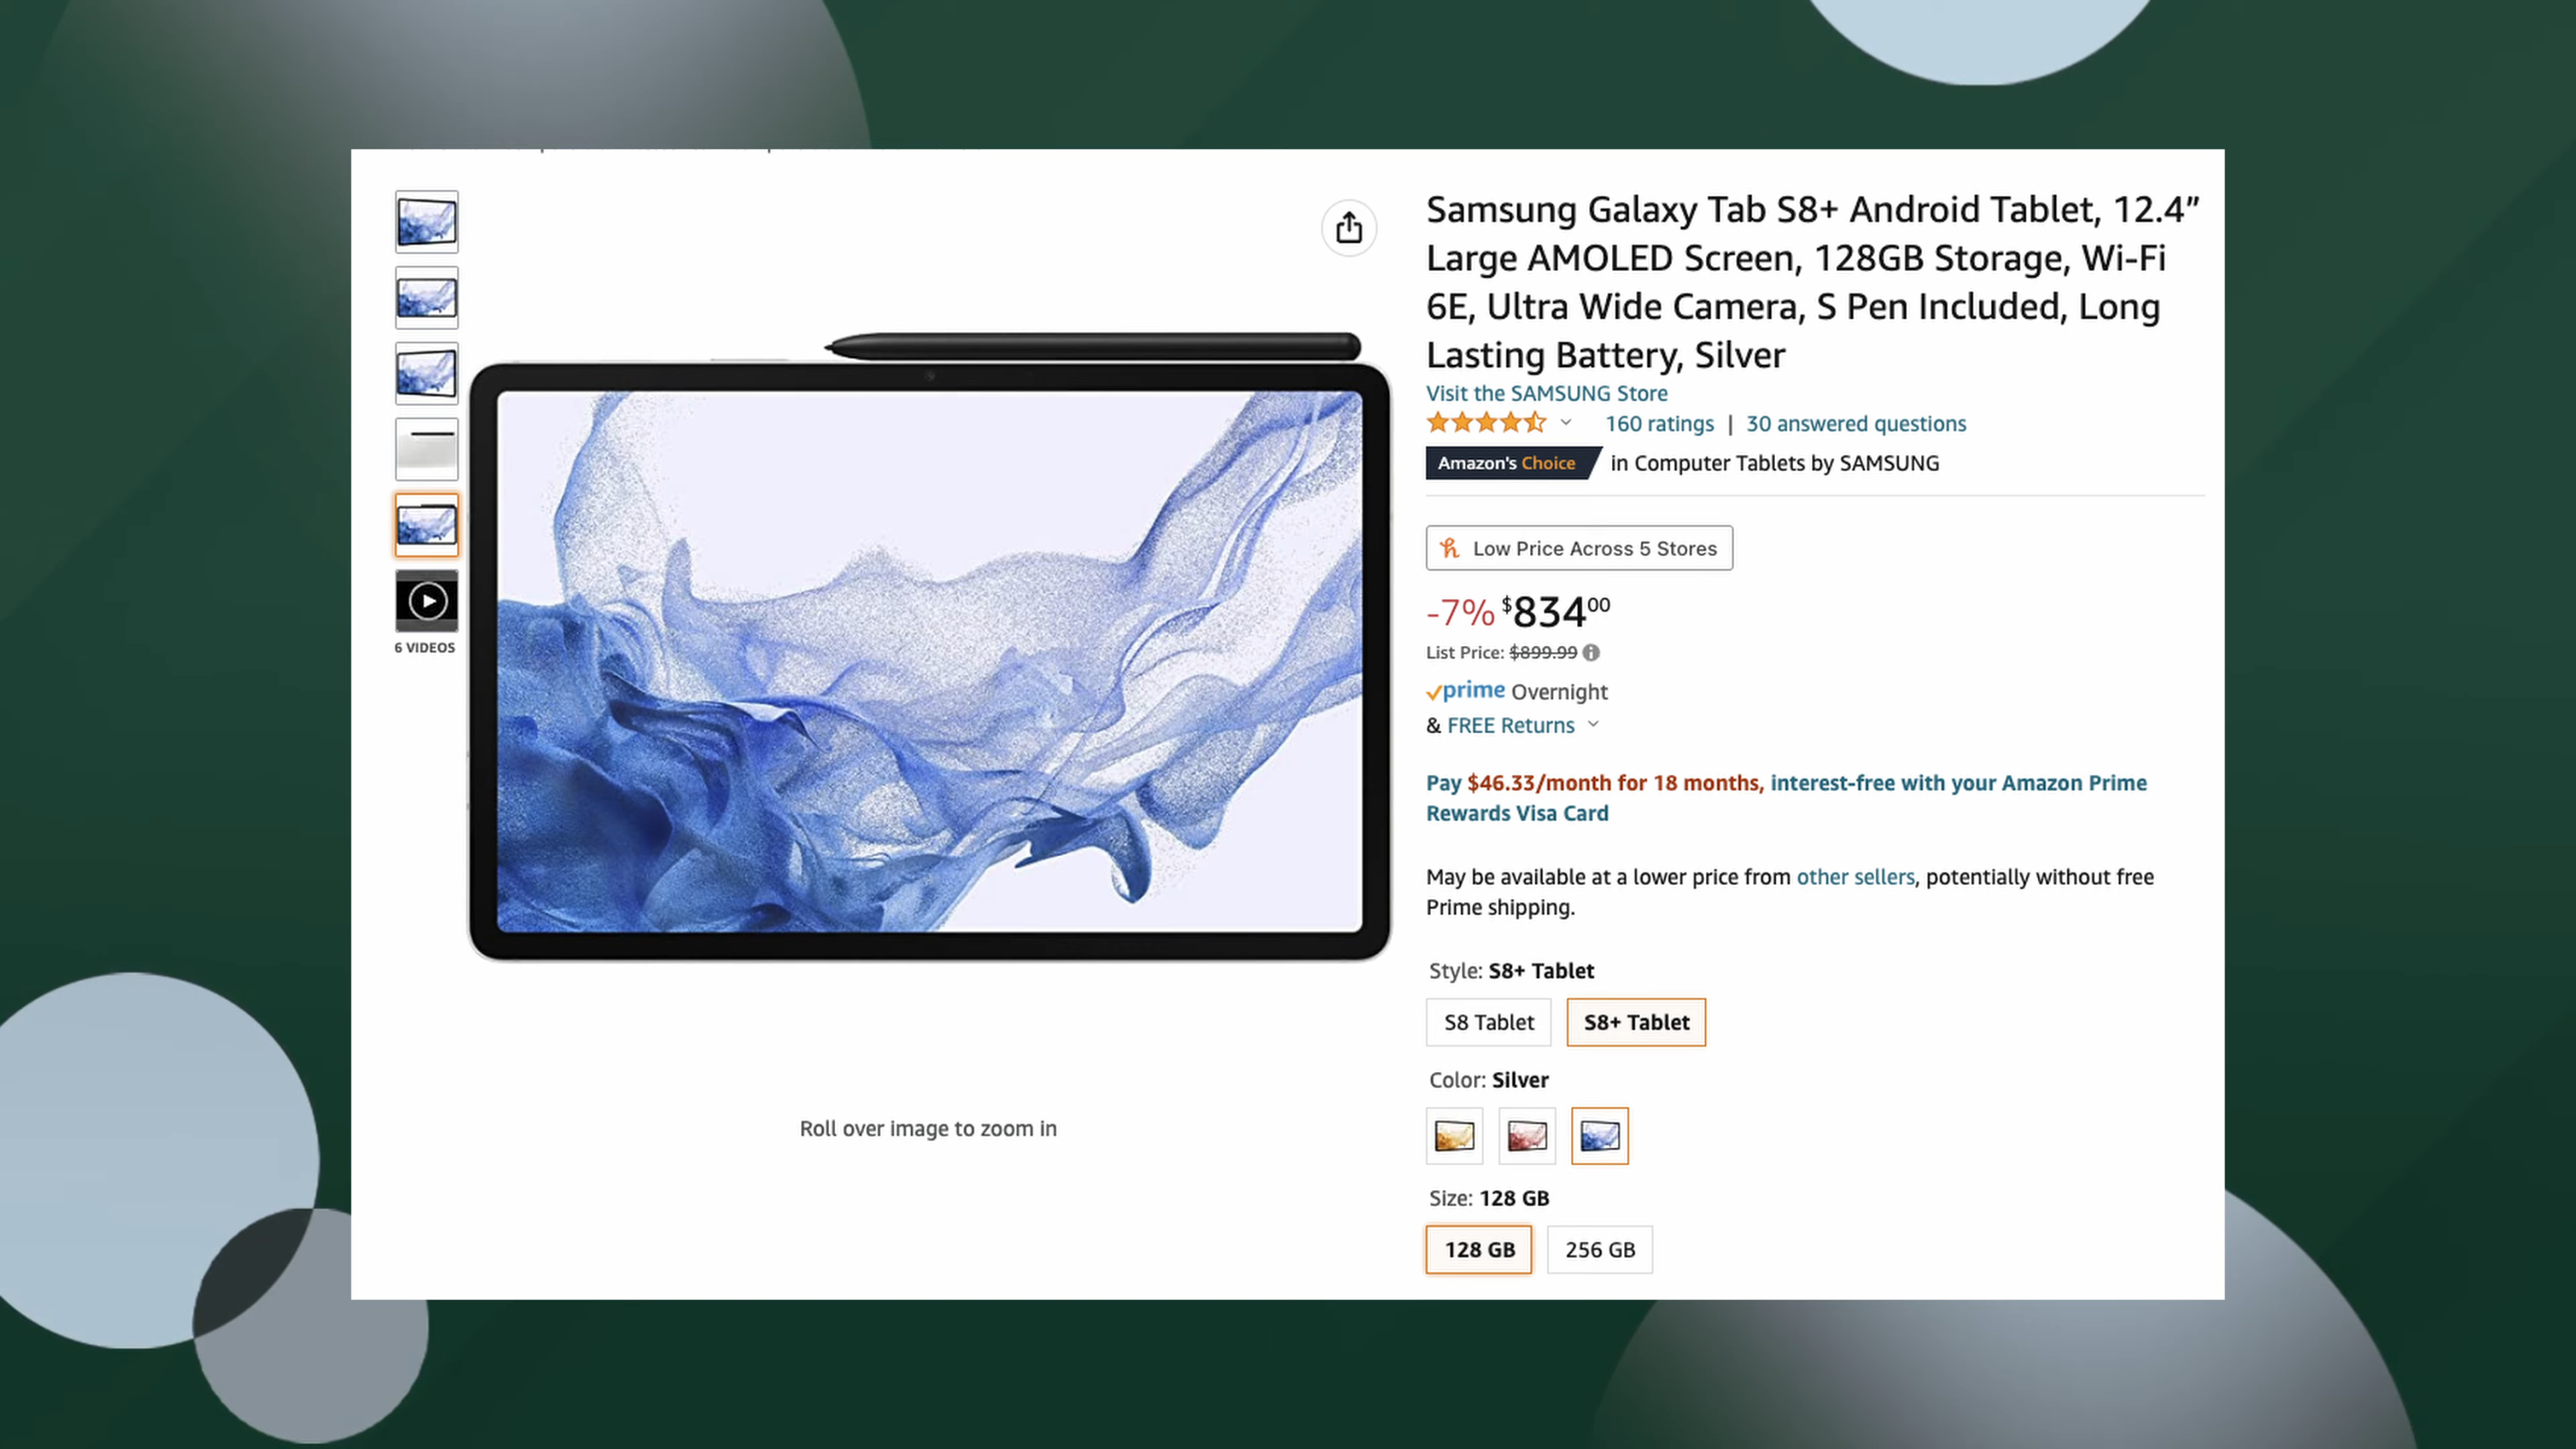 Samsung Galaxy Tab S8+ Android Tablet, 12.4”
Large AMOLED Screen, 128GB Storage, Wi-Fi
6E, Ultra Wide Camera, S Pen Included, Long
Lasting Battery, Silver
Visit the SAMSUNG Store
160 ratings | 30 answered questions
Amazon's Choice in Computer Tablets by SAMSUNG
Low Price Across 5 Stores
-7% $83400
List Price: $899.99
prime Overnight
& FREE Returns
Pay $46.33/month for 18 months, interest-free with your Amazon Prime
Rewards Visa Card
May be available at a lower price from other sellers, potentially without free
Prime shipping.
Style: S8+ Tablet
S8 Tablet S8+ Tablet
Color: Silver
Size: 128 GB
128 GB 256 GB
6 VIDEOS
Roll over image to zoom in